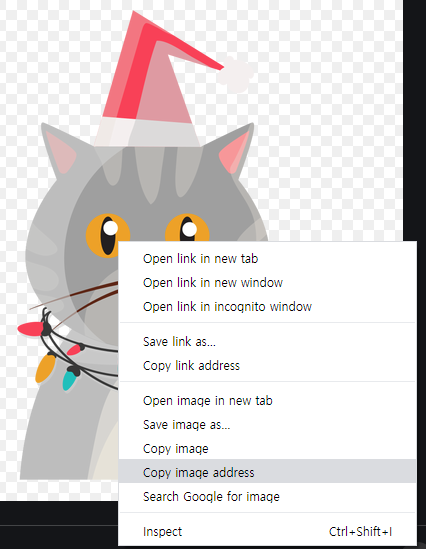 Open link in new tab
Open link in new window
Open link in incognito window
Save link as...
Copy link address
Open image in new tab
Save image as...
Copy image
Copy image address
Search Google for image
Inspect Ctrl+Shift+I